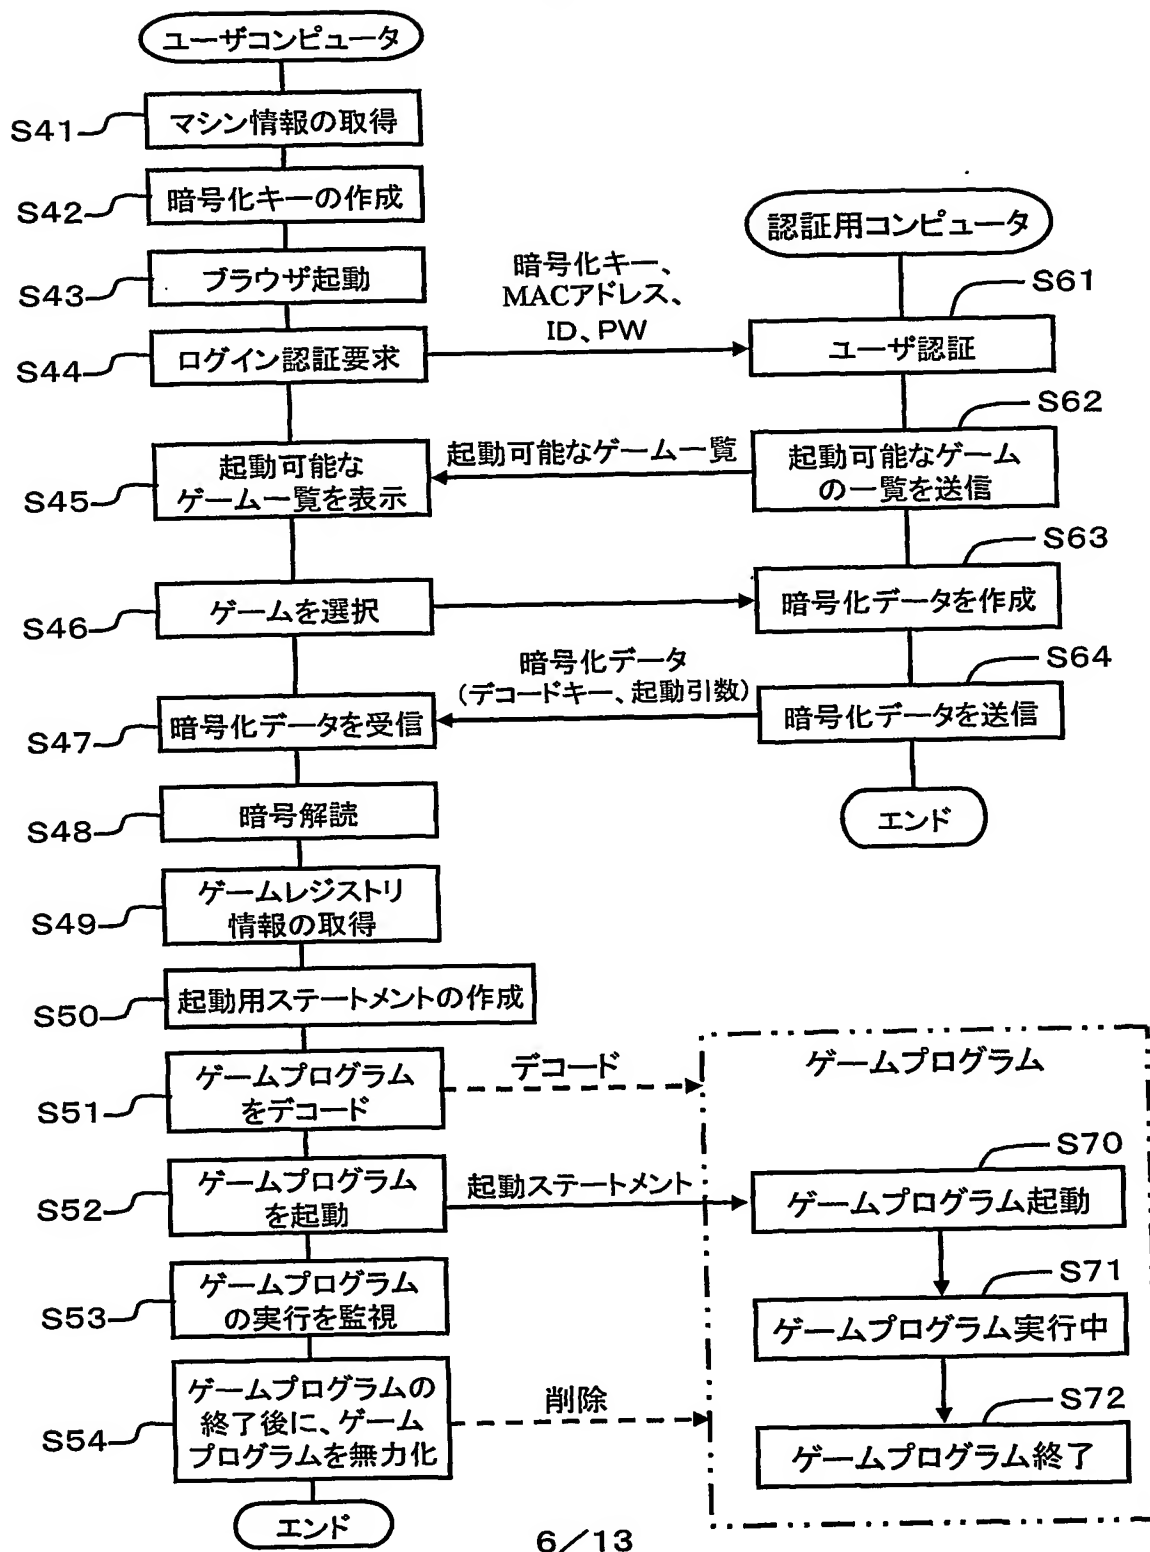 ユーザコンピュータ
S41
マシン情報の取得
S42
暗号化キーの作成
S43
ブラウザ起動
S44
ログイン認証要求
暗号化キー、
MACアドレス、
ID、PW
認証用コンピュータ
S61
ユーザ認証
S62
起動可能なゲーム
の一覧を送信
起動可能なゲーム一覧
S45
起動可能な
ゲーム一覧を表示
S46
ゲームを選択
S63
暗号化データを作成
S64
暗号化データを送信
暗号化データ
(デコードキー、起動引数)
S47
暗号化データを受信
エンド
S48
暗号解読
S49
ゲームレジストリ
情報の取得
S50
起動用ステートメントの作成
S51
ゲームプログラム
をデコード
デコード
ゲームプログラム
S52
ゲームプログラム
を起動
起動ステートメント
S70
ゲームプログラム起動
S53
ゲームプログラム
の実行を監視
S71
ゲームプログラム実行中
S54
ゲームプログラムの
終了後に、ゲーム
プログラムを無力化
削除
S72
ゲームプログラム終了
エンド
6/13